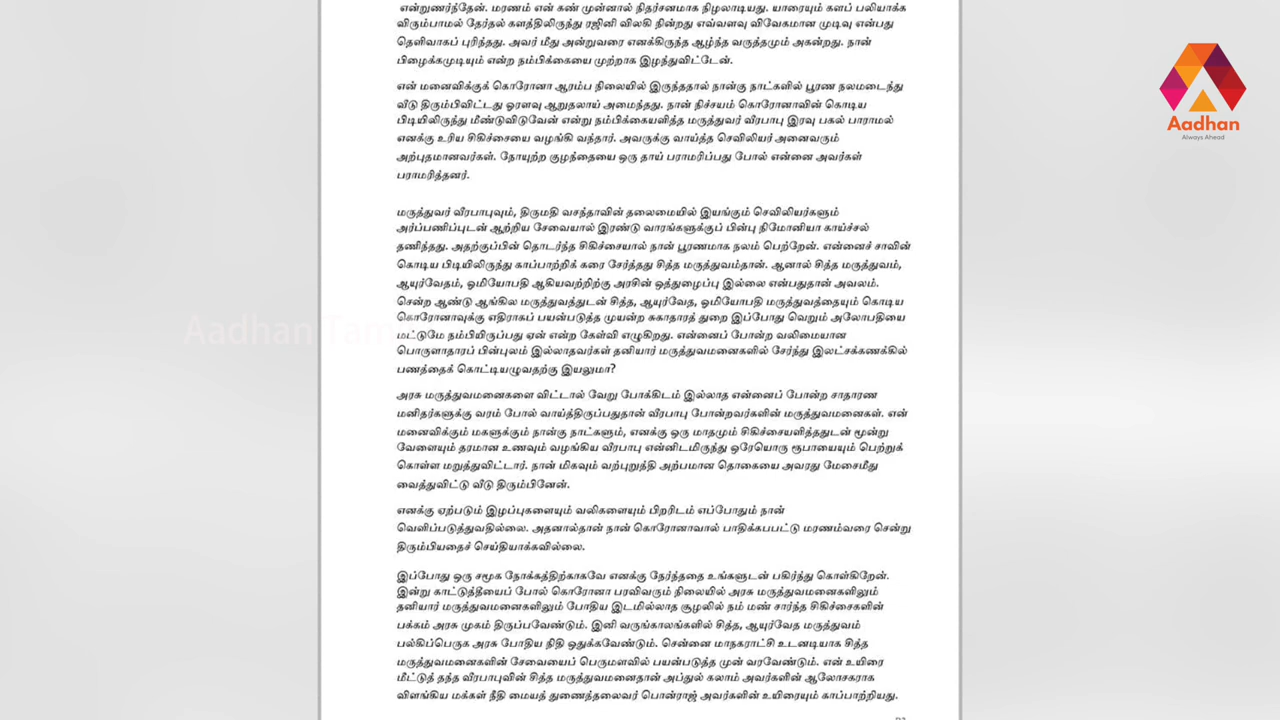 என்றுணர்ந்தேன். மரணம் என் கண் முன்னால் நிதர்சனமாக நிழலாடியது. யாரையும் களப் பலியாக்க
விரும்பாமல் தேர்தல் களத்திலிருந்து ரஜினி விலகி நின்றது எவ்வளவு விவேகமான முடிவு என்பது
தெளிவாகப் புரிந்தது. அவர் மீது அன்றுவரை எனக்கிருந்த ஆழ்ந்த வருத்தமும் அகன்றது. நான்
பிழைக்கமுடியும் என்ற நம்பிக்கையை முற்றாக இழந்துவிட்டேன்.
என் மனைவிக்குக் கொரோனா ஆரம்ப நிலையில் இருந்ததால் நான்கு நாட்களில் பூரண நலமடைந்து
வீடு திரும்பிவிட்டது ஓரளவு ஆறுதலாய் அமைந்தது. நான் நிச்சயம் கொரோனாவின் கொடிய
பிடியிலிருந்து மீண்டுவிடுவேன் என்று நம்பிக்கையளித்த மருத்துவர் வீரபாபு இரவு பகல் பாராமல்
எனக்கு உரிய சிகிச்சையை வழங்கி வந்தார். அவருக்கு வாய்த்த செவிலியர் அனைவரும்
அற்புதமானவர்கள். நோயுற்ற குழந்தையை ஒரு தாய் பராமரிப்பது போல் என்னை அவர்கள்
பராமரித்தனர்.
மருத்துவர் வீரபாபுவும், திருமதி வசந்தாவின் தலைமையில் இயங்கும் செவிலியர்களும்
அர்ப்பணிப்புடன் ஆற்றிய சேவையால் இரண்டு வாரங்களுக்குப் பின்பு நிமோனியா காய்ச்சல்
தணிந்தது. அதற்குப்பின் தொடர்ந்த சிகிச்சையால் நான் பூரணமாக நலம் பெற்றேன். என்னைச் சாவின்
கொடிய பிடியிலிருந்து காப்பாற்றிக் கரை சேர்த்தது சித்த மருத்துவம்தான். ஆனால் சித்த மருத்துவம்,
ஆயுர்வேதம், ஓமியோபதி ஆகியவற்றிற்கு அரசின் ஒத்துழைப்பு இல்லை என்பதுதான் அவலம்.
சென்ற ஆண்டு ஆங்கில மருத்துவத்துடன் சித்த, ஆயுர்வேத, ஓமியோபதி மருத்துவத்தையும் கொடிய
கொரோனாவுக்கு எதிராகப் பயன்படுத்த முயன்ற சுகாதாரத் துறை இப்போது வெறும் அலோபதியை
மட்டுமே நம்பியிருப்பது ஏன் என்ற கேள்வி எழுகிறது. என்னைப் போன்ற வலிமையான
பொருளாதாரப் பின்புலம் இல்லாதவர்கள் தனியார் மருத்துவமனைகளில் சேர்ந்து இலட்சக்கணக்கில்
பணத்தைக் கொட்டியழுவதற்கு இயலுமா?
அரசு மருத்துவமனைகளை விட்டால் வேறு போக்கிடம் இல்லாத என்னைப் போன்ற சாதாரண
மனிதர்களுக்கு வரம் போல் வாய்த்திருப்பதுதான் வீரபாபு போன்றவர்களின் மருத்துவமனைகள். என்
மனைவிக்கும் மகளுக்கும் நான்கு நாட்களும், எனக்கு ஒரு மாதமும் சிகிச்சையளித்ததுடன் மூன்று
வேளையும் தரமான உணவும் வழங்கிய வீரபாபு என்னிடமிருந்து ஒரேயொரு ரூபாயையும் பெற்றுக்
கொள்ள மறுத்துவிட்டார். நான் மிகவும் வற்புறுத்தி அற்பமான தொகையை அவரது மேசைமீது
வைத்துவிட்டு வீடு திரும்பினேன்.
எனக்கு ஏற்படும் இழப்புகளையும் வலிகளையும் பிறரிடம் எப்போதும் நான்
வெளிப்படுத்துவதில்லை. அதனால்தான் நான் கொரோனாவால் பாதிக்கபபட்டு மரணம்வரை சென்று
திரும்பியதைச் செய்தியாக்கவில்லை.
இப்போது ஒரு சமூக நோக்கத்திற்காகவே எனக்கு நேர்ந்ததை உங்களுடன் பகிர்ந்து கொள்கிறேன்.
இன்று காட்டுத்தீயைப் போல் கொரோனா பரவிவரும் நிலையில் அரசு மருத்துவமனைகளிலும்
தனியார் மருத்துவமனைகளிலும் போதிய இடமில்லாத சூழலில் நம் மண் சார்ந்த சிகிச்சைகளின்
பக்கம் அரசு முகம் திருப்பவேண்டும். இனி வருங்காலங்களில் சித்த, ஆயுர்வேத மருத்துவம்
பல்கிப்பெருக அரசு போதிய நிதி ஒதுக்கவேண்டும். சென்னை மாநகராட்சி உடனடியாக சித்த
மருத்துவமனைகளின் சேவையைப் பெருமளவில் பயன்படுத்த முன் வரவேண்டும். என் உயிரை
மீட்டுத் தத்த வீரபாபுவின் சித்த மருத்துவமனைதான் அப்துல் கலாம் அவர்களின் ஆலோசகராக
விளங்கிய மக்கள் நீதி மையத் துணைத்தலைவர் பொன்ராஜ் அவர்களின் உயிரையும் காப்பாற்றியது.
Aadhan
Always Ahead
Aadhan Tam